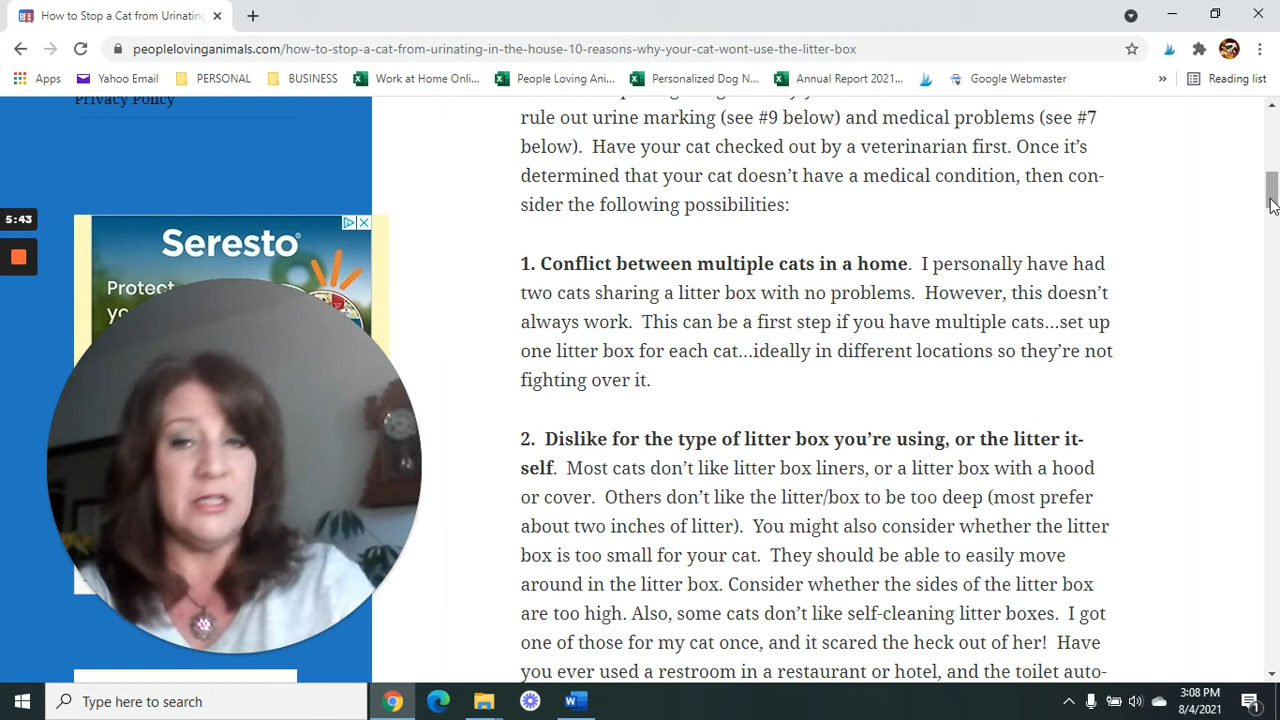 How to Stop a Cat from Urinating
peoplelovinganimals.com/how-to-stop-a-cat-from-urinating-in-the-house-10-reasons-why-your-cat-wont-use-the-litter-box
Apps Yahoo Email PERSONAL BUSINESS Work at Home Onli... People Loving Ani... Personalized Dog N... Annual Report 2021... Google Webmaster » Reading list
Privacy Policy
5:43
Seresto®
Protect
rule out urine marking (see #9 below) and medical problems (see #7
below). Have your cat checked out by a veterinarian first. Once it's
determined that your cat doesn't have a medical condition, then con-
sider the following possibilities:
1. Conflict between multiple cats in a home. I personally have had
two cats sharing a litter box with no problems. However, this doesn't
always work. This can be a first step if you have multiple cats...set up
one litter box for each cat...ideally in different locations so they're not
fighting over it.
2. Dislike for the type of litter box you're using, or the litter it-
self. Most cats don't like litter box liners, or a litter box with a hood
or cover. Others don't like the litter/box to be too deep (most prefer
about two inches of litter). You might also consider whether the litter
box is too small for your cat. They should be able to easily move
around in the litter box. Consider whether the sides of the litter box
are too high. Also, some cats don't like self-cleaning litter boxes. I got
one of those for my cat once, and it scared the heck out of her! Have
you ever used a restroom in a restaurant or hotel, and the toilet auto-
Type here to search
3:08 PM
8/4/2021